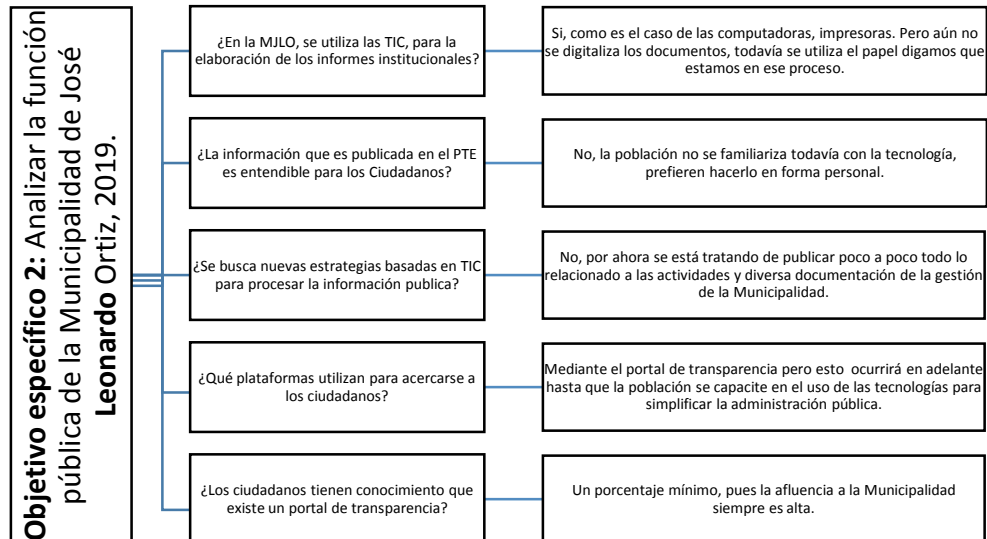 Objetivo específico 2: Analizar la función
pública de la Municipalidad de José
Leonardo Ortiz, 2019.
¿En la MJLO, se utiliza las TIC, para la
elaboración de los informes institucionales?
Si, como es el caso de las computadoras, impresoras. Pero aún no
se digitaliza los documentos, todavía se utiliza el papel digamos que
estamos en ese proceso.
¿La información que es publicada en el PTE
es entendible para los Ciudadanos?
No, la población no se familiariza todavía con la tecnología,
prefieren hacerlo en forma personal.
¿Se busca nuevas estrategias basadas en TIC
para procesar la información publica?
No, por ahora se está tratando de publicar poco a poco todo lo
relacionado a las actividades y diversa documentación de la gestión
de la Municipalidad.
¿Qué plataformas utilizan para acercarse a
los ciudadanos?
Mediante el portal de transparencia pero esto ocurrirá en adelante
hasta que la población se capacite en el uso de las tecnologías para
simplificar la administración pública.
¿Los ciudadanos tienen conocimiento que
existe un portal de transparencia?
Un porcentaje mínimo, pues la afluencia a la Municipalidad
siempre es alta.